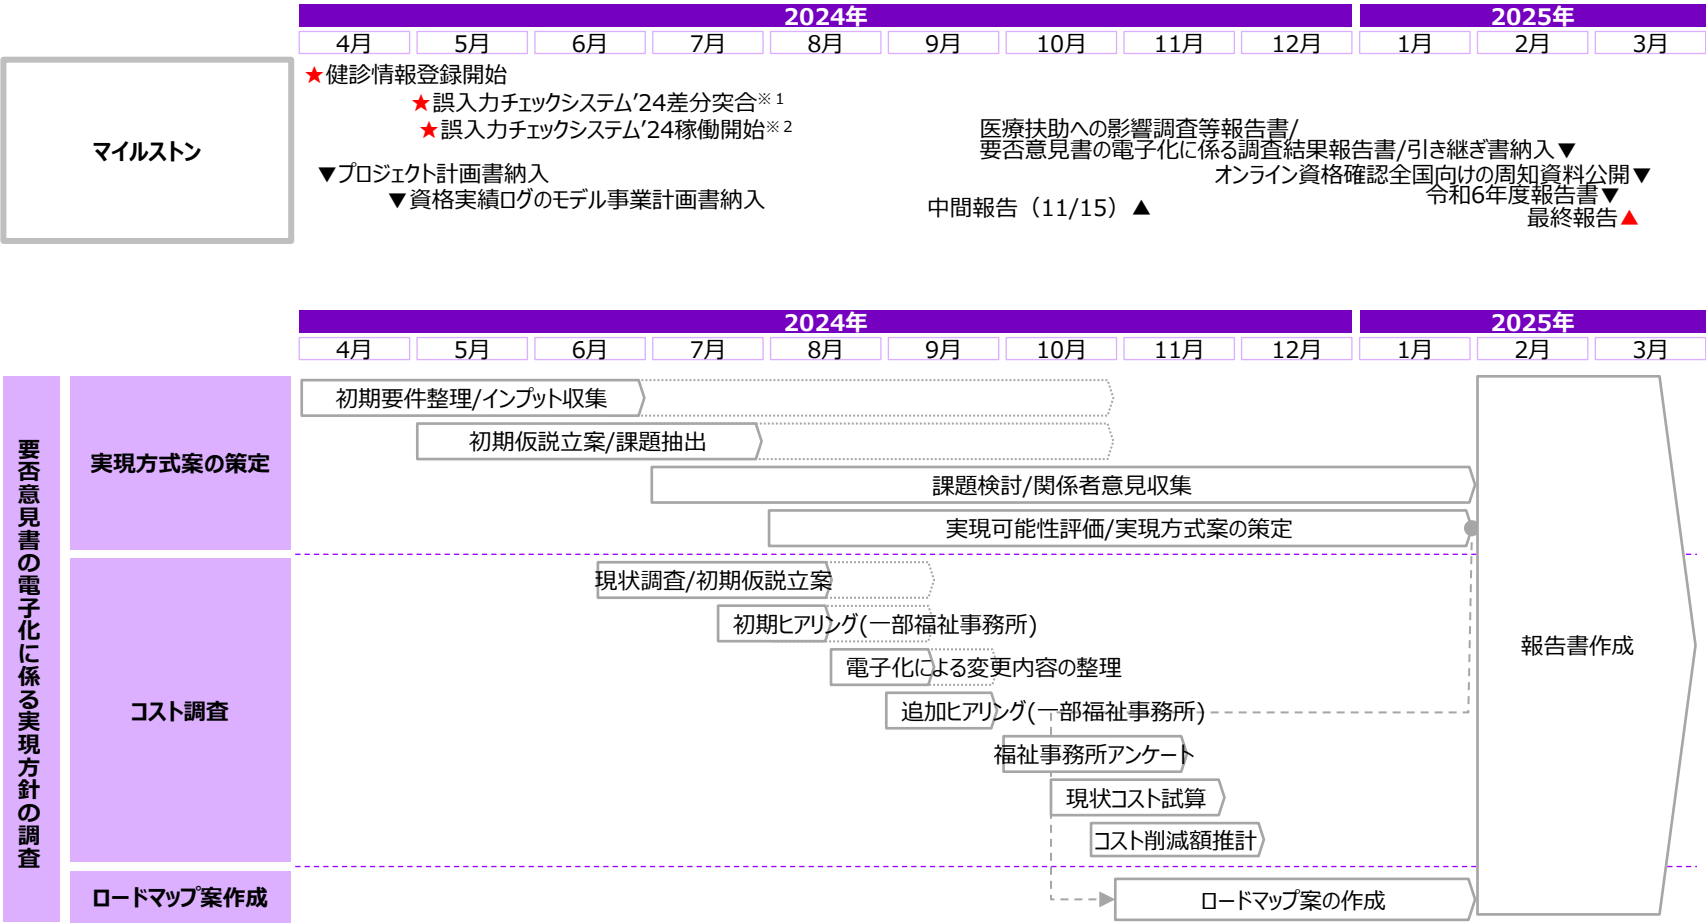 2024年
2025年
4月
5月
6月
7月
8月
9月
10月
11月
12月
1月
2月
3月
マイルストン
★健診情報登録開始
★誤入力チェックシステム’24差分突合※1
★誤入力チェックシステム’24稼働開始※2
▼プロジェクト計画書納入
▼資格実績ログのモデル事業計画書納入
医療扶助への影響調査等報告書/
要否意見書の電子化に係る調査結果報告書/引き継ぎ書納入▼
オンライン資格確認全国向けの周知資料公開▼
令和6年度報告書▼
中間報告（11/15）▲
最終報告▲
2024年
2025年
4月
5月
6月
7月
8月
9月
10月
11月
12月
1月
2月
3月
要否意見書の電子化に係る実現方針の調査
実現方式案の策定
初期要件整理/インプット収集
初期仮説立案/課題抽出
課題検討/関係者意見収集
実現可能性評価/実現方式案の策定
コスト調査
現状調査/初期仮説立案
初期ヒアリング(一部福祉事務所)
電子化による変更内容の整理
追加ヒアリング(一部福祉事務所)
福祉事務所アンケート
現状コスト試算
コスト削減額推計
報告書作成
ロードマップ案作成
ロードマップ案の作成